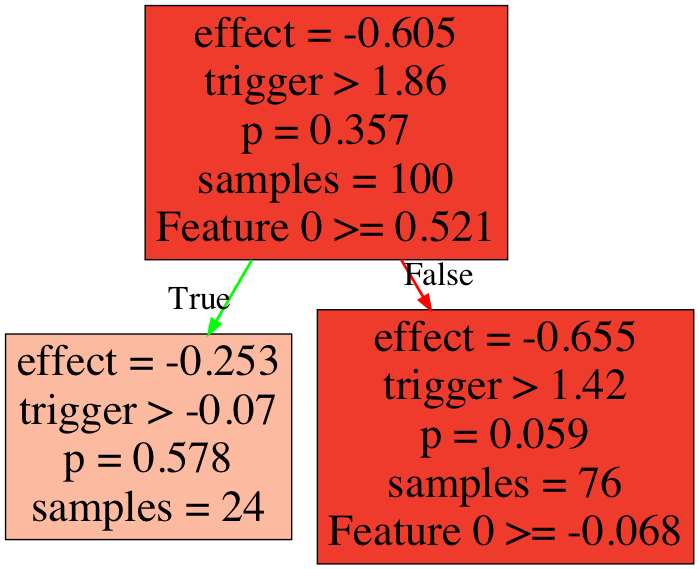 effect = -0.605
trigger > 1.86
p = 0.357
samples = 100
Feature 0 >= 0.521
True
False
effect = -0.253
trigger > -0.07
p = 0.578
samples = 24
effect = -0.655
trigger > 1.42
p = 0.059
samples = 76
Feature 0 >= -0.068